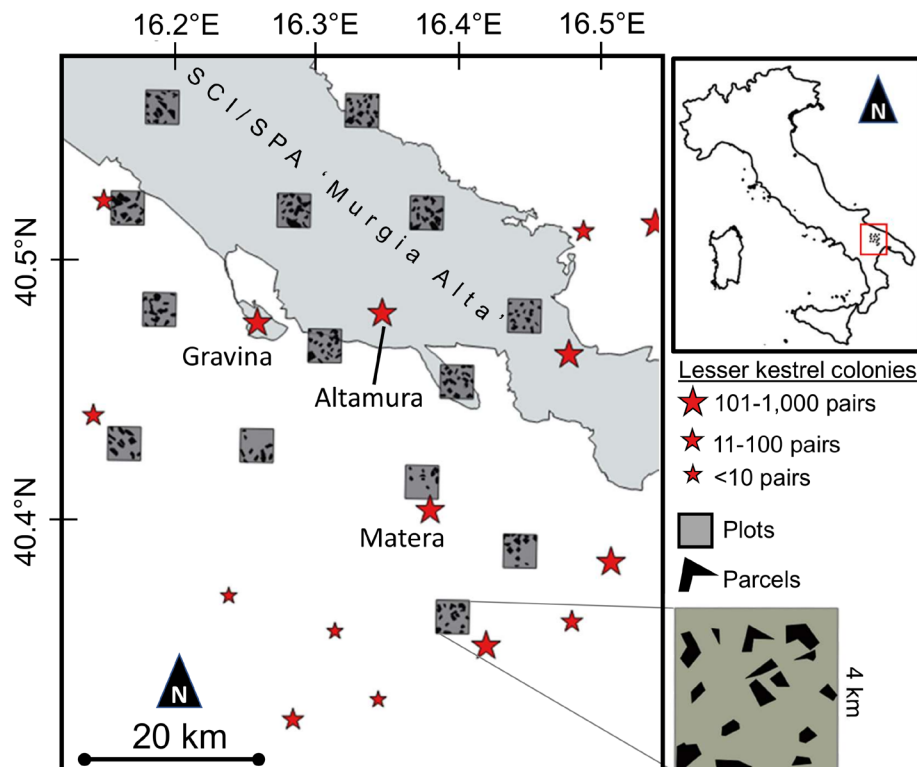 16.2°E 16.3°E 16.4°E 16.5°E
40.5°N
40.4°N
SCI/SPA ‘Murgia Alta’
Gravina
Altamura
Matera
N
20 km
N
Lesser kestrel colonies
101-1,000 pairs
11-100 pairs
<10 pairs
Plots
Parcels
4 km